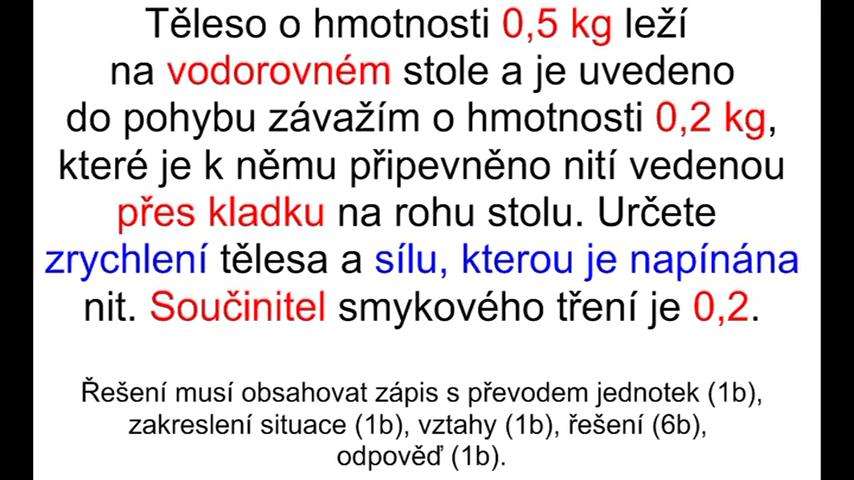 Těleso o hmotnosti 0,5 kg leží
na vodorovném stole a je uvedeno
do pohybu závažím o hmotnosti 0,2 kg,
které je k němu připevněno nití vedenou
přes kladku na rohu stolu. Určete
zrychlení tělesa a sílu, kterou je napínána
nit. Součinitel smykového tření je 0,2.
Řešení musí obsahovat zápis s převodem jednotek (1b),
zakreslení situace (1b), vztahy (1b), řešení (6b),
odpověď (1b).